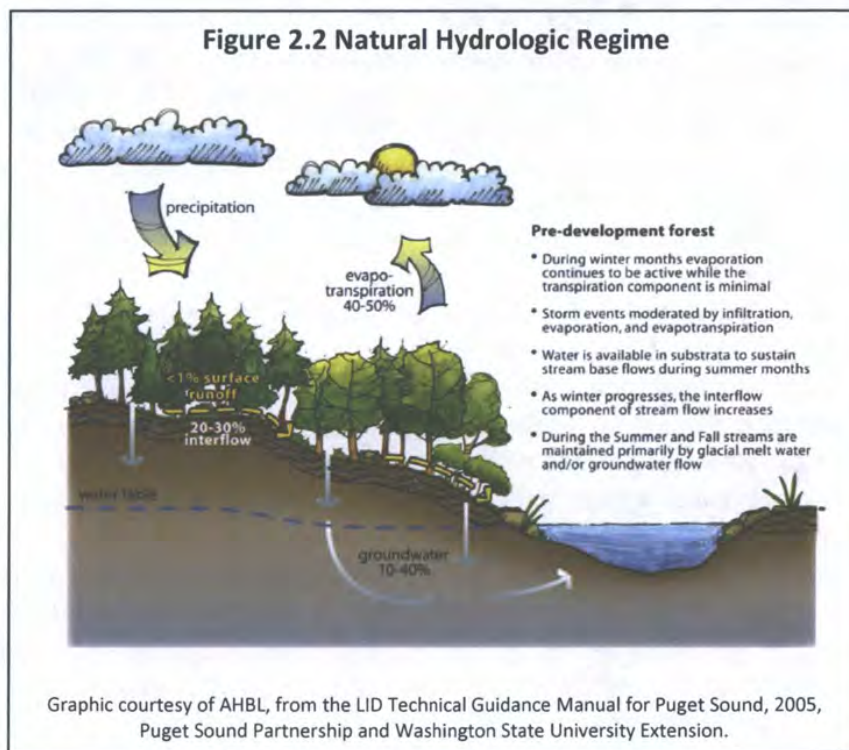 Figure 2.2 Natural Hydrologic Regime
precipitation
evapo-
transpiration
40-50%
<1% surface
runoff
20-30%
interflow
water table
groundwater
10-40%
Pre-development forest
• During winter months evaporation
continues to be active while the
transpiration component is minimal
• Storm events moderated by infiltration,
evaporation, and evapotranspiration
• Water is available in substrata to sustain
stream base flows during summer months
• As winter progresses, the interflow
component of stream flow increases
• During the Summer and Fall streams are
maintained primarily by glacial melt water
and/or groundwater flow
Graphic courtesy of AHBL, from the LID Technical Guidance Manual for Puget Sound, 2005,
Puget Sound Partnership and Washington State University Extension.